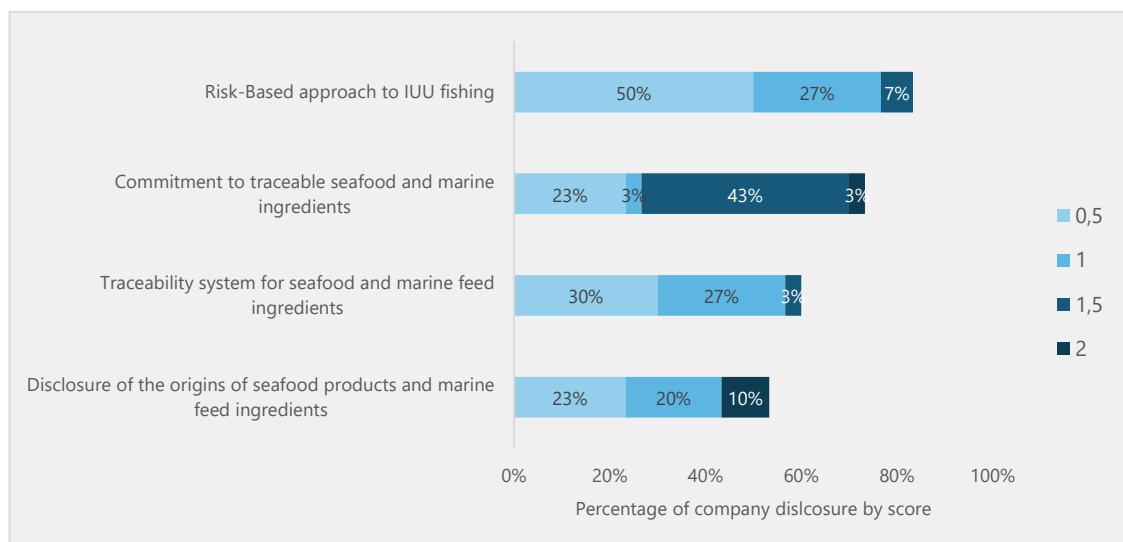 Risk-Based approach to IUU fishing
50%
27%
7%
Commitment to traceable seafood and marine
ingredients
23%
3%
43%
3%
Traceability system for seafood and marine feed
ingredients
30%
27%
3%
Disclosure of the origins of seafood products and marine
feed ingredients
23%
20%
10%
0%
20%
40%
60%
80%
100%
Percentage of company dislcosure by score
0,5
1
1,5
2